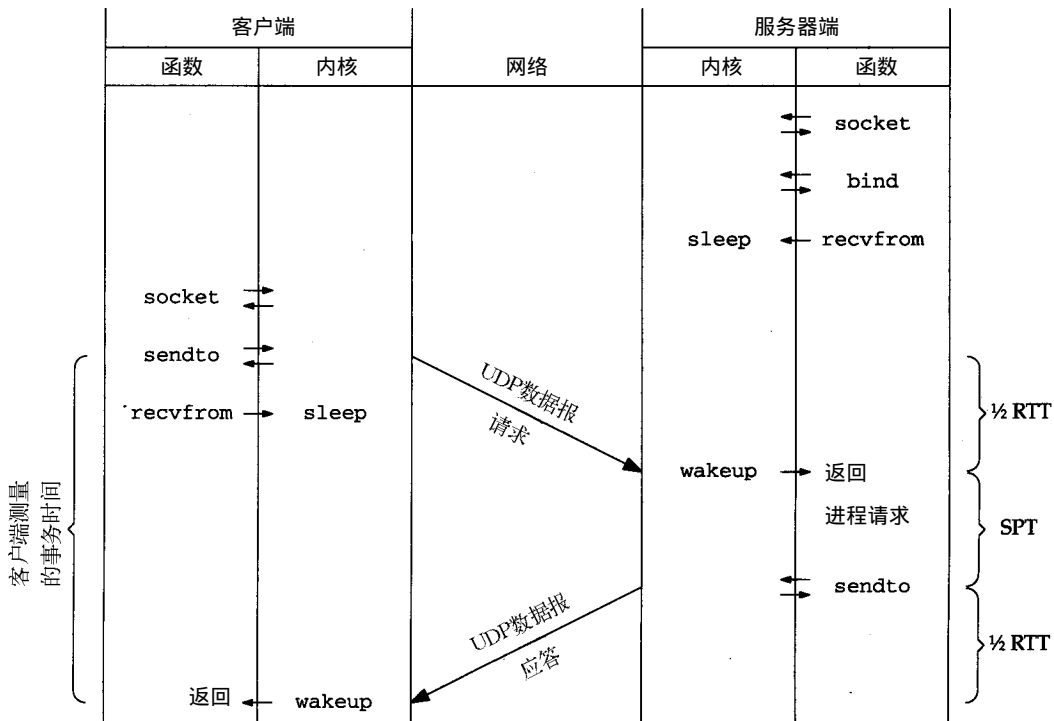 客户端
服务器端
函数
内核
网络
内核
函数
socket
bind
sleep
recvfrom
socket
sendto
UDP数据报
请求
recvfrom
sleep
½ RTT
wakeup
返回
进程请求
SPT
客户端测量
的事务时间
sendto
UDP数据报
应答
½ RTT
返回
wakeup